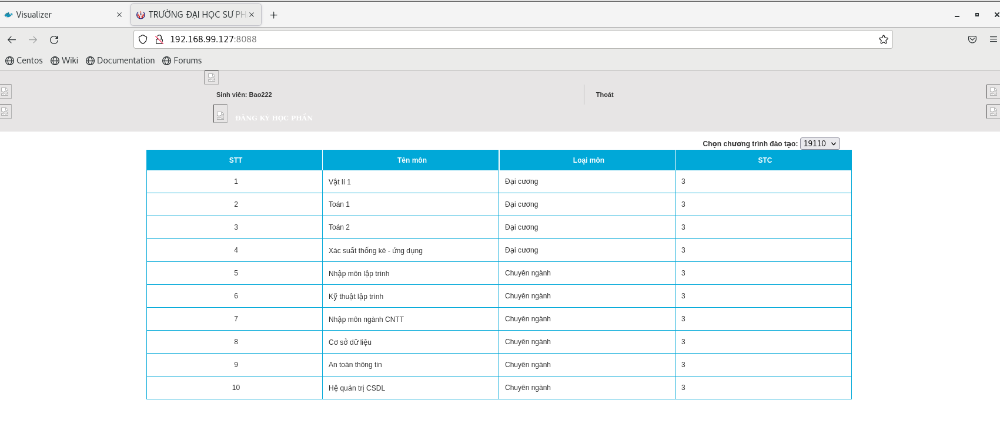 Visualizer
TRƯỜNG ĐẠI HỌC SƯ PH
192.168.99.127:8088
Centos Wiki Documentation Forums
Sinh viên: Bao222 Thoát
ĐĂNG KÝ HỌC PHẦN
Chọn chương trình đào tạo: 19110
STT Tên môn Loại môn STC
1 Vật lí 1 Đại cương 3
2 Toán 1 Đại cương 3
3 Toán 2 Đại cương 3
4 Xác suất thống kê - ứng dụng Đại cương 3
5 Nhập môn lập trình Chuyên ngành 3
6 Kỹ thuật lập trình Chuyên ngành 3
7 Nhập môn ngành CNTT Chuyên ngành 3
8 Cơ sở dữ liệu Chuyên ngành 3
9 An toàn thông tin Chuyên ngành 3
10 Hệ quản trị CSDL Chuyên ngành 3